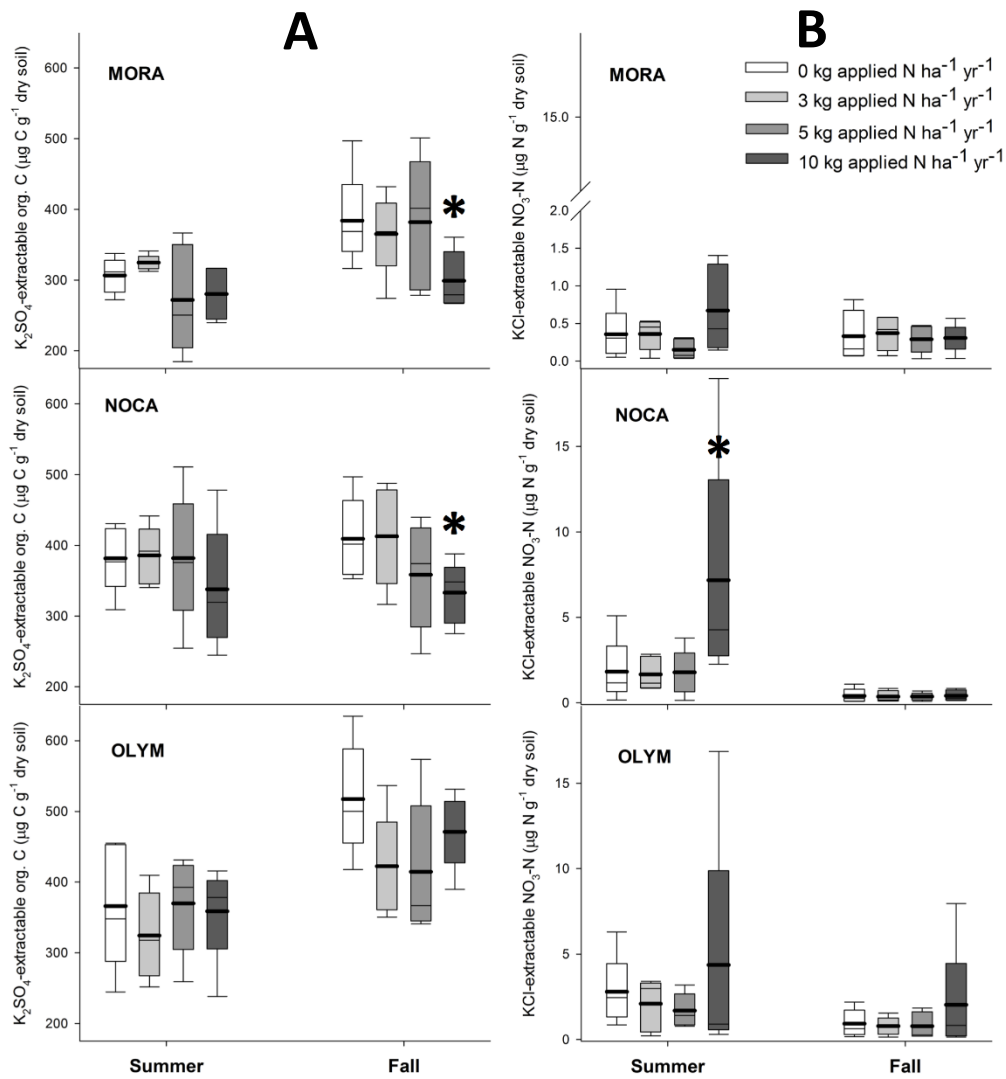 A
B
K₂SO₄-extractable org. C (µg C g⁻¹ dry soil)
600
500
400
300
200
MORA
*
KCl-extractable NO₃-N (µg N g⁻¹ dry soil)
15.0
2.0
1.5
1.0
0.5
0.0
MORA
0 kg applied N ha⁻¹ yr⁻¹
3 kg applied N ha⁻¹ yr⁻¹
5 kg applied N ha⁻¹ yr⁻¹
10 kg applied N ha⁻¹ yr⁻¹
K₂SO₄-extractable org. C (µg C g⁻¹ dry soil)
600
500
400
300
200
NOCA
*
KCl-extractable NO₃-N (µg N g⁻¹ dry soil)
15
10
5
0
NOCA
*
K₂SO₄-extractable org. C (µg C g⁻¹ dry soil)
600
500
400
300
200
OLYM
KCl-extractable NO₃-N (µg N g⁻¹ dry soil)
15
10
5
0
OLYM
Summer
Fall
Summer
Fall